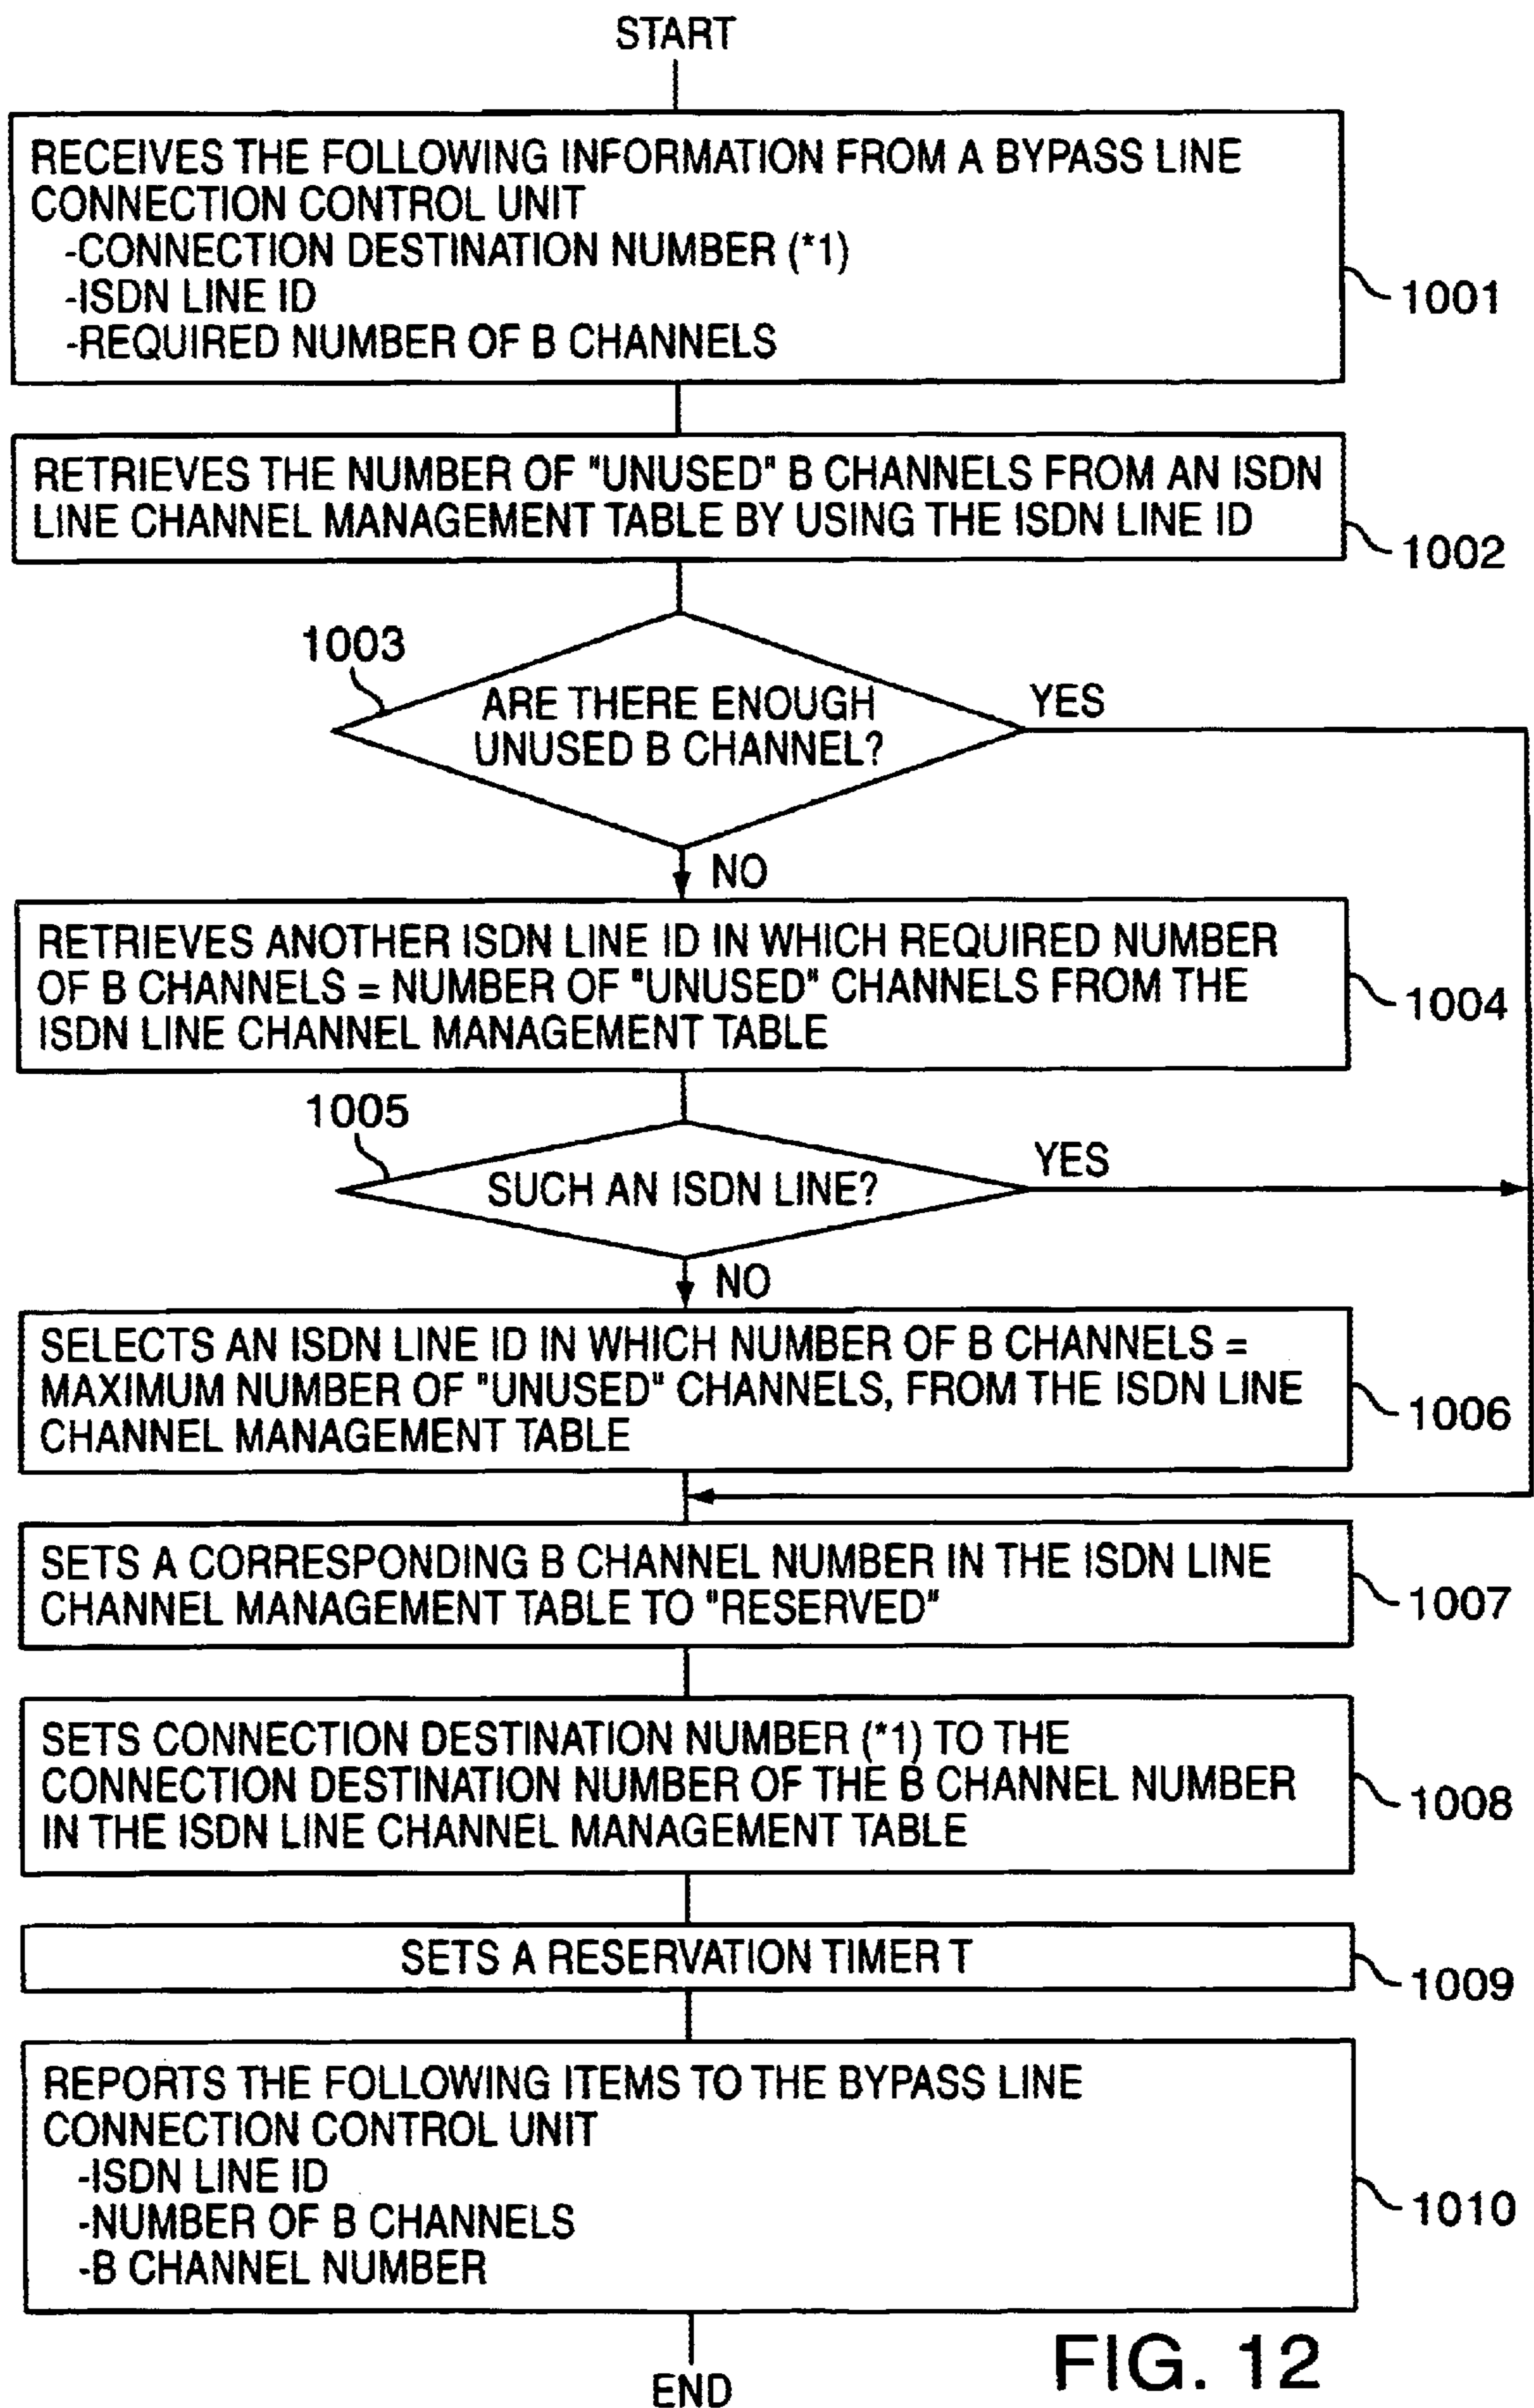 START
RECEIVES THE FOLLOWING INFORMATION FROM A BYPASS LINE
CONNECTION CONTROL UNIT
-CONNECTION DESTINATION NUMBER (*1)
-ISDN LINE ID
-REQUIRED NUMBER OF B CHANNELS
1001
RETRIEVES THE NUMBER OF "UNUSED" B CHANNELS FROM AN ISDN
LINE CHANNEL MANAGEMENT TABLE BY USING THE ISDN LINE ID
1002
1003
ARE THERE ENOUGH
UNUSED B CHANNEL?
YES
NO
RETRIEVES ANOTHER ISDN LINE ID IN WHICH REQUIRED NUMBER
OF B CHANNELS = NUMBER OF "UNUSED" CHANNELS FROM THE
ISDN LINE CHANNEL MANAGEMENT TABLE
1004
1005
SUCH AN ISDN LINE?
YES
NO
SELECTS AN ISDN LINE ID IN WHICH NUMBER OF B CHANNELS =
MAXIMUM NUMBER OF "UNUSED" CHANNELS, FROM THE ISDN LINE
CHANNEL MANAGEMENT TABLE
1006
SETS A CORRESPONDING B CHANNEL NUMBER IN THE ISDN LINE
CHANNEL MANAGEMENT TABLE TO "RESERVED"
1007
SETS CONNECTION DESTINATION NUMBER (*1) TO THE
CONNECTION DESTINATION NUMBER OF THE B CHANNEL NUMBER
IN THE ISDN LINE CHANNEL MANAGEMENT TABLE
1008
SETS A RESERVATION TIMER T
1009
REPORTS THE FOLLOWING ITEMS TO THE BYPASS LINE
CONNECTION CONTROL UNIT
-ISDN LINE ID
-NUMBER OF B CHANNELS
-B CHANNEL NUMBER
1010
END
FIG. 12